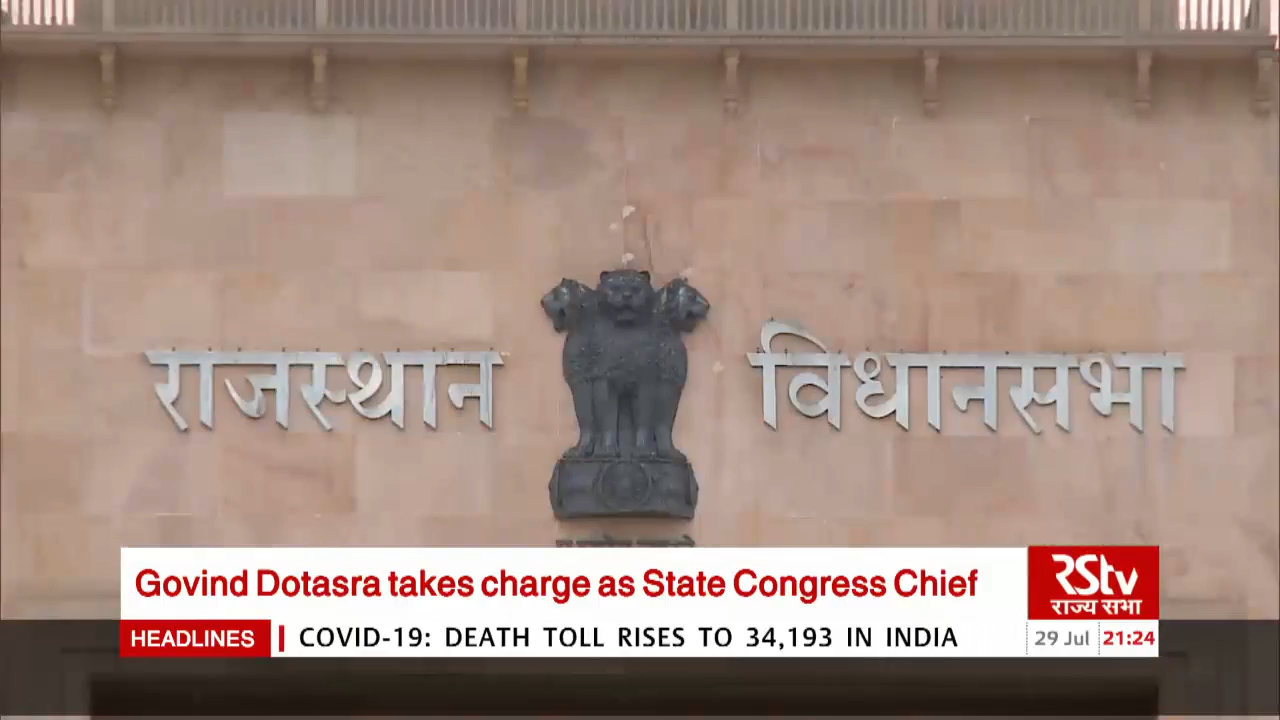 राजस्थान विधानसभा
Govind Dotasra takes charge as State Congress Chief
RStv
राज्य सभा
HEADLINES
COVID-19: DEATH TOLL RISES TO 34,193 IN INDIA
29 Jul 21:24